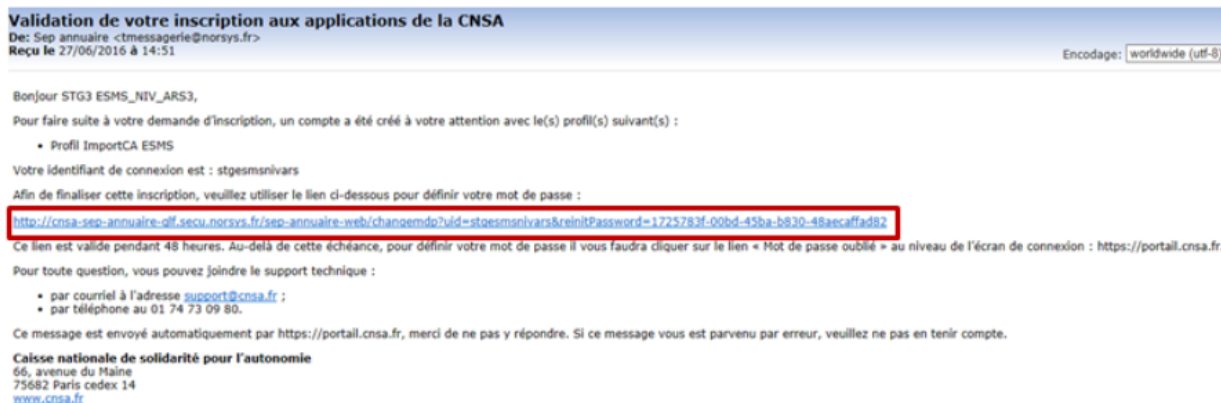 Validation de votre inscription aux applications de la CNSA
De: Sep annuaire <tmessagerie@norsys.fr>
Reçu le 27/06/2016 à 14:51
Encodage: worldwide (utf-8)
Bonjour STG3 ESMS_NIV_ARS3,
Pour faire suite à votre demande d'inscription, un compte a été créé à votre attention avec le(s) profil(s) suivant(s) :
• Profil ImportCA ESMS
Votre identifiant de connexion est : stgesmsnivars
Afin de finaliser cette inscription, veuillez utiliser le lien ci-dessous pour définir votre mot de passe :
http://cnsa-sep-annuaire-qlf.secu.norsys.fr/sep-annuaire-web/changemdp?uid=stgesmsnivars&reinitPassword=1725783f-00bd-45ba-b830-48aecaffad82
Ce lien est valide pendant 48 heures. Au-delà de cette échéance, pour définir votre mot de passe il vous faudra cliquer sur le lien « Mot de passe oublié » au niveau de l'écran de connexion : https://portail.cnsa.fr
Pour toute question, vous pouvez joindre le support technique :
• par courriel à l'adresse support@cnsa.fr ;
• par téléphone au 01 74 73 09 80.
Ce message est envoyé automatiquement par https://portail.cnsa.fr, merci de ne pas y répondre. Si ce message vous est parvenu par erreur, veuillez ne pas en tenir compte.
Caisse nationale de solidarité pour l'autonomie
66, avenue du Maine
75682 Paris cedex 14
www.cnsa.fr